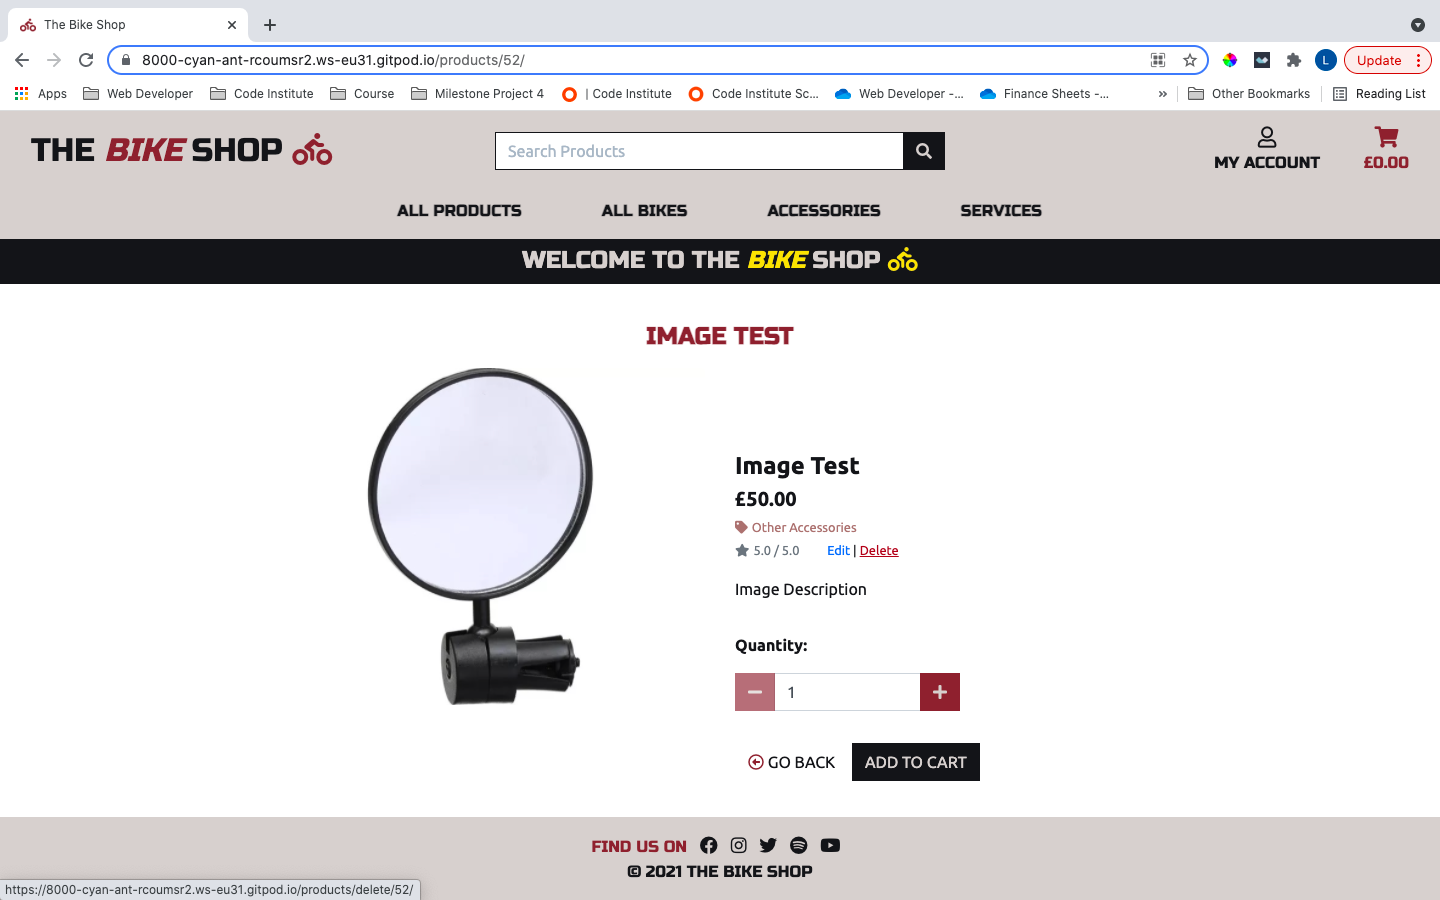 The Bike Shop
8000-cyan-ant-rcoumsr2.ws-eu31.gitpod.io/products/52/
L
Update
Apps
Web Developer
Code Institute
Course
Milestone Project 4
| Code Institute
Code Institute Sc...
Web Developer -...
Finance Sheets -...
»
Other Bookmarks
Reading List
THE BIKE SHOP
Search Products
MY ACCOUNT
£0.00
ALL PRODUCTS
ALL BIKES
ACCESSORIES
SERVICES
WELCOME TO THE BIKE SHOP
IMAGE TEST
Image Test
£50.00
Other Accessories
5.0 / 5.0 Edit | Delete
Image Description
Quantity:
1
GO BACK
ADD TO CART
FIND US ON
© 2021 THE BIKE SHOP
https://8000-cyan-ant-rcoumsr2.ws-eu31.gitpod.io/products/delete/52/